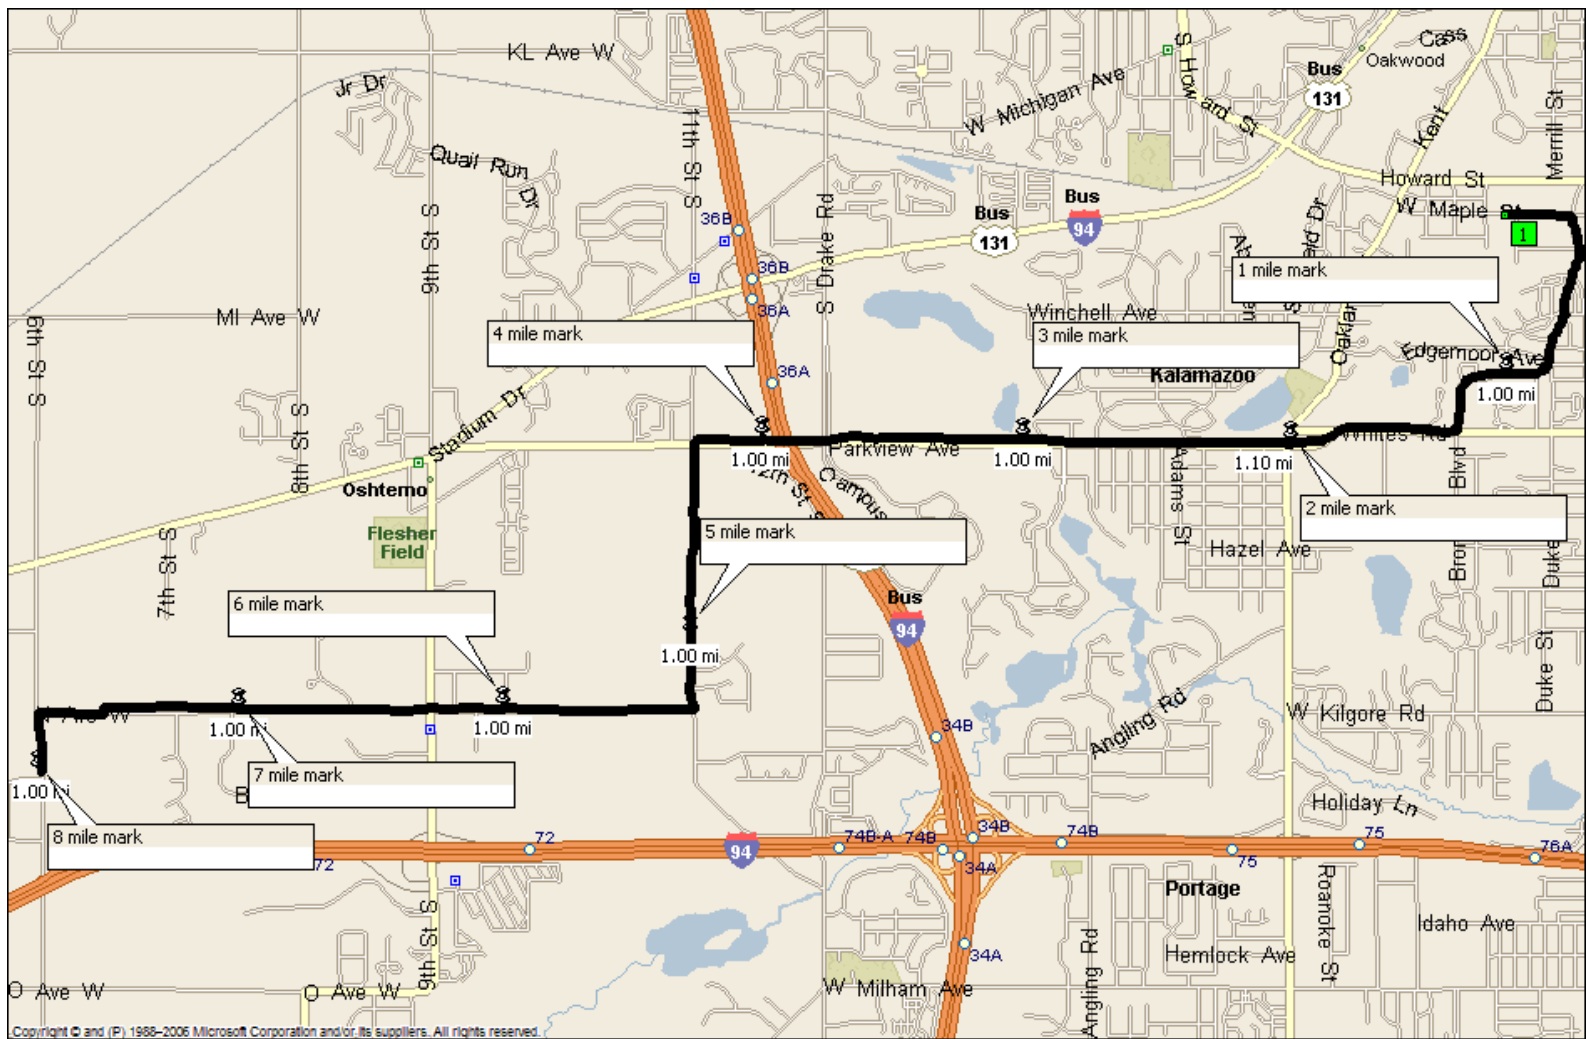 KL Ave W
Cass
Oakwood
Bus
131
Jr Dr
W Michigan Ave
S Howard St
Kent
Merrill St
11th St S
Quail Run Dr
Howard St
W Maple St
1
36B
S Drake Rd
Bus
131
Bus
94
9th St S
36B
36A
1 mile mark
MI Ave W
6th St S
4 mile mark
Winchell Ave
3 mile mark
Edgemoor Ave
36A
Kalamazoo
1.00 mi
Stadium Dr
8th St S
Whites Rd
Parkview Ave
1.00 mi
1.00 mi
1.10 mi
Adams St
Blvd
12th St S
Oshtemo
2 mile mark
Flesher
Field
7th St S
5 mile mark
Hazel Ave
Duke
6 mile mark
Bus
94
1.00 mi
Duke St
Angling Rd
W Kilgore Rd
Ave W
1.00 mi
1.00 mi
34B
7 mile mark
1.00 mi
8 mile mark
Holiday Ln
72
72
94
74B-A
74B
34B
34A
74B
75
75
76A
Portage
Roanoke St
Idaho Ave
9th St S
34A
Angling Rd
Hemlock Ave
O Ave W
O Ave W
W Milham Ave
Copyright © and (P) 1988–2006 Microsoft Corporation and/or its suppliers. All rights reserved.